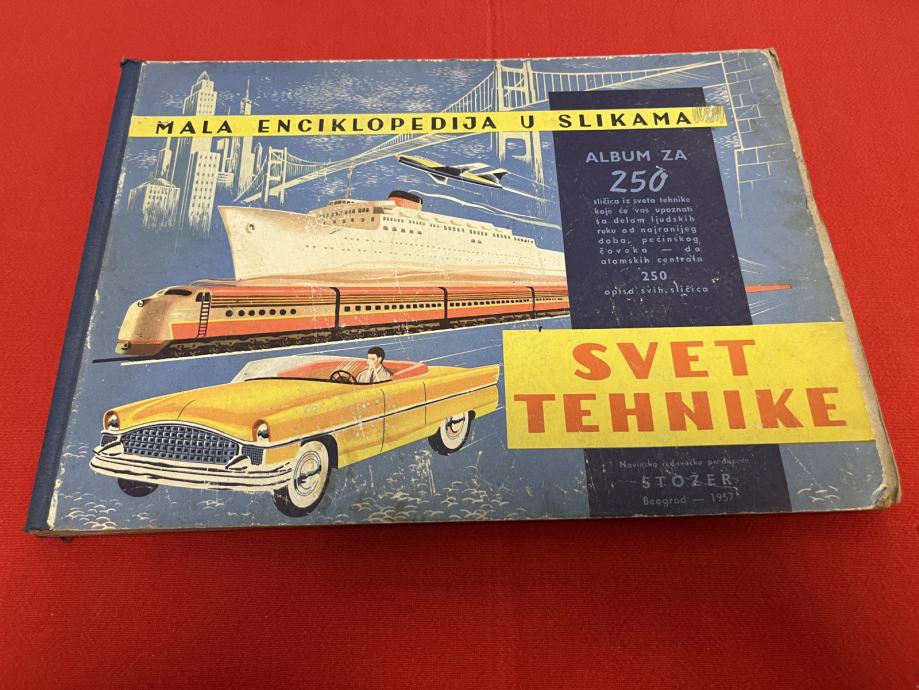 MALA ENCIKLOPEDIJA U SLIKAMA
ALBUM ZA
250
sličica iz sveta tehnike
koje će vas upoznati
sa delom ljudskih
ruku od najranijeg
doba, pećinskog
čoveka — do
atomskih centrala
250
opisa svih sličica
SVET
TEHNIKE
Novinsko izdavačko preduzeće
STOŽER
Beograd — 1957